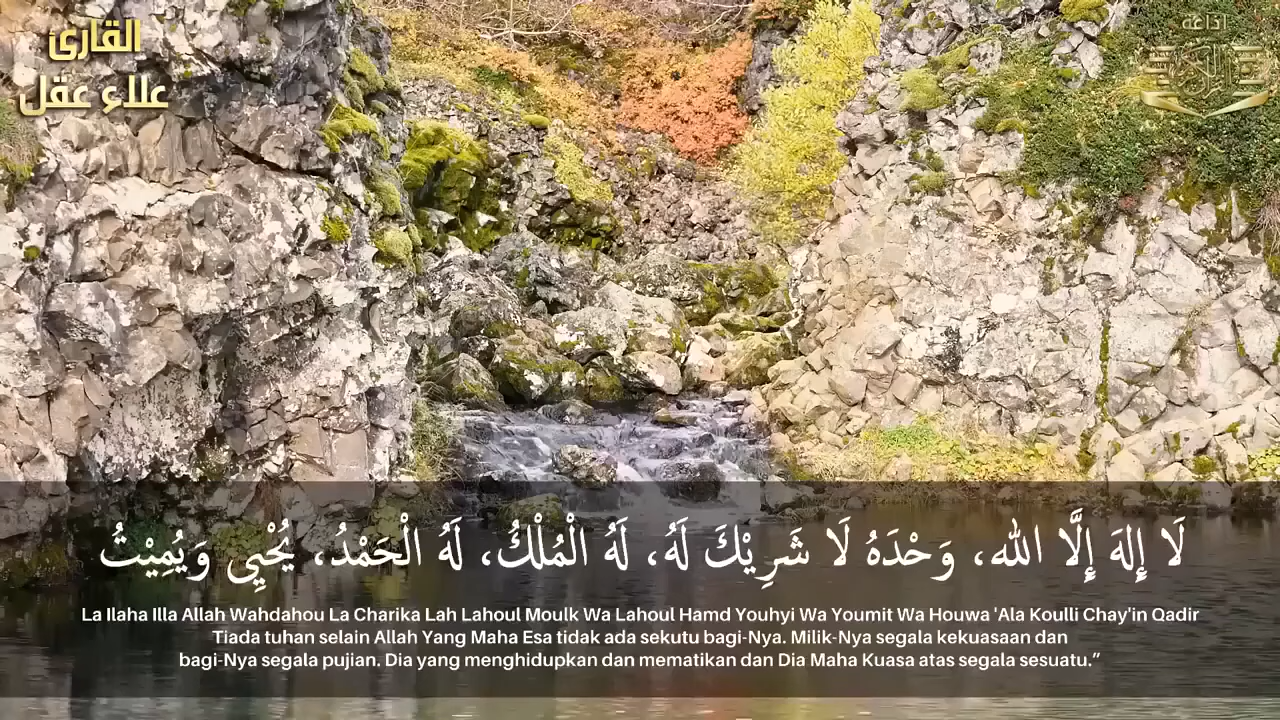 القارئ
علاء عقل
إذاعة
لَا إِلهَ إِلَّا الله، وَحْدَهُ لَا شَرِيْكَ لَهُ، لَهُ الْمُلْكُ، لَهُ الْحَمْدُ، يُحْيِي وَيُمِيْتُ
La Ilaha Illa Allah Wahdahou La Charika Lah Lahoul Moulk Wa Lahoul Hamd Youhyi Wa Youmit Wa Houwa 'Ala Koulli Chay'in Qadir
Tiada tuhan selain Allah Yang Maha Esa tidak ada sekutu bagi-Nya. Milik-Nya segala kekuasaan dan
bagi-Nya segala pujian. Dia yang menghidupkan dan mematikan dan Dia Maha Kuasa atas segala sesuatu.”